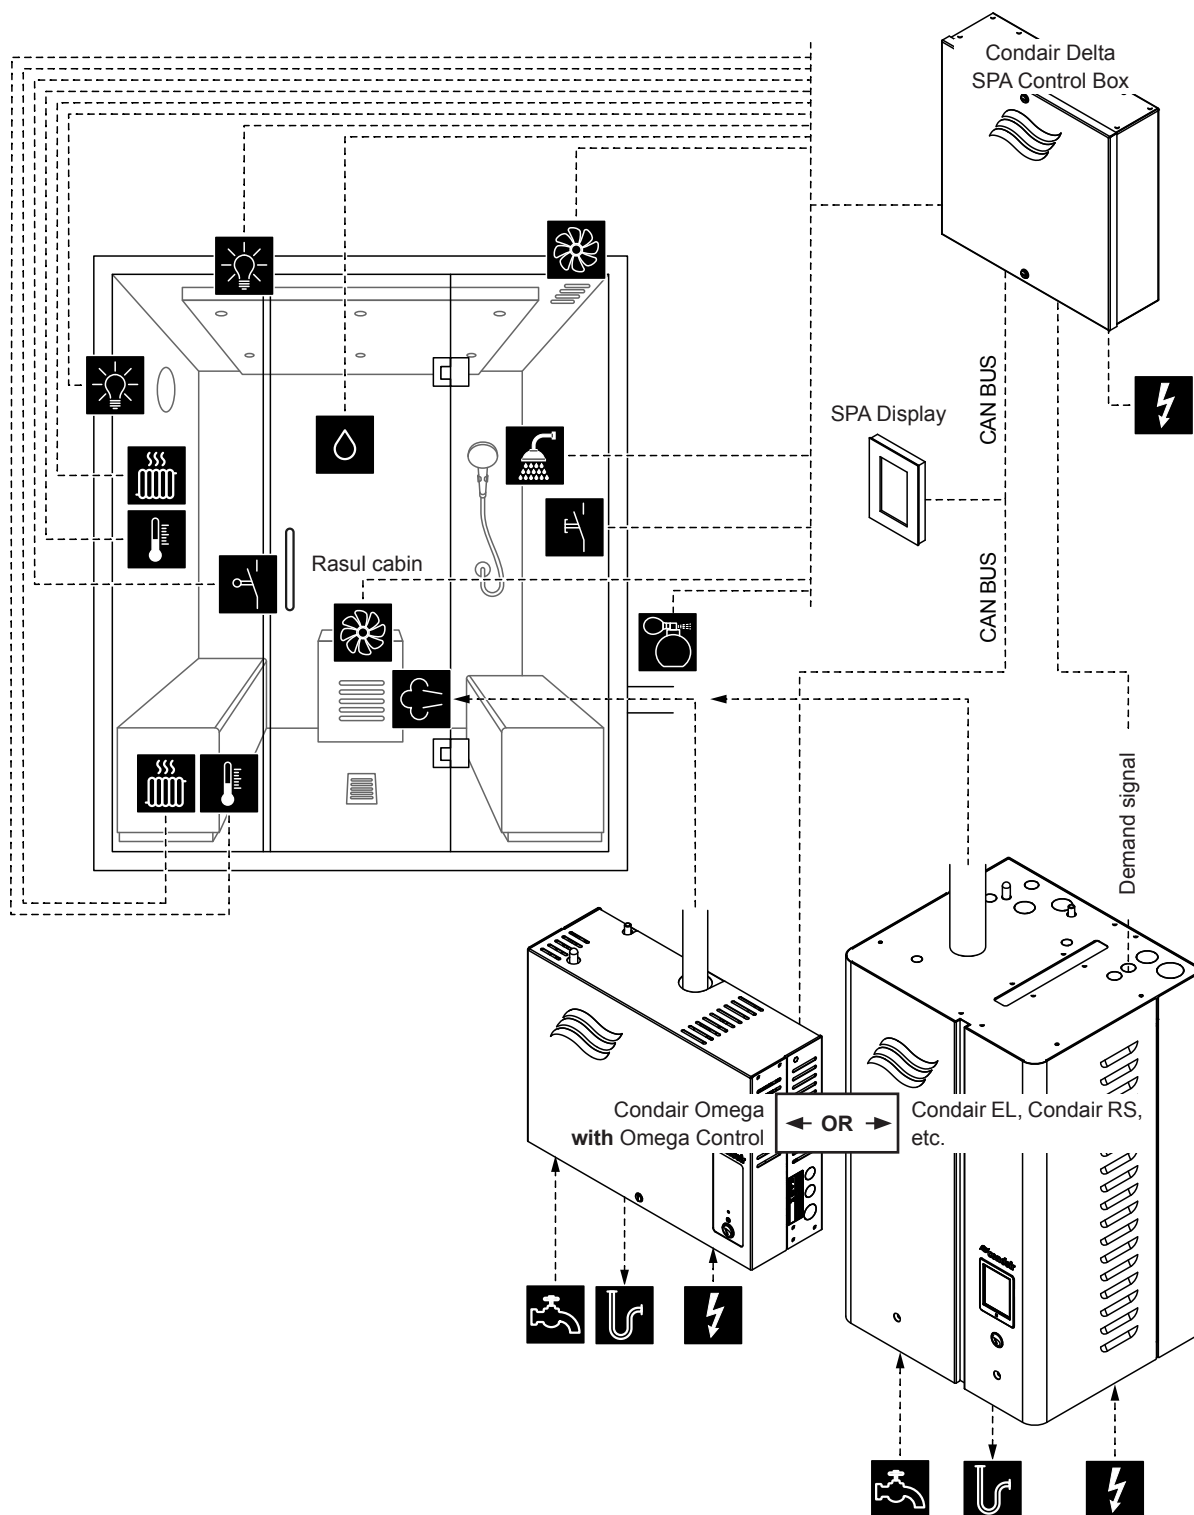 Condair Delta
SPA Control Box
CAN BUS
SPA Display
CAN BUS
Rasul cabin
Demand signal
Condair Omega
with Omega Control
OR
Condair EL, Condair RS,
etc.